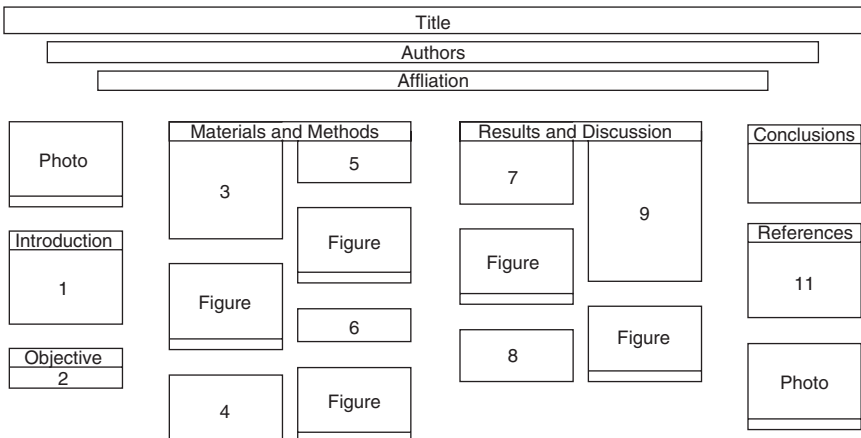 Title
Authors
Affliation
Photo
Introduction
1
Objective
2
Materials and Methods
3
Figure
4
5
Figure
6
Figure
Results and Discussion
7
Figure
8
9
Figure
Conclusions
References
11
Photo